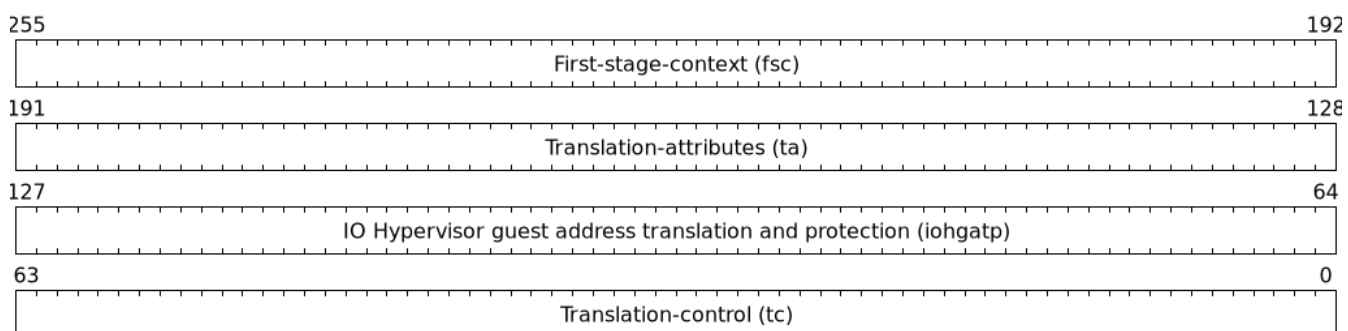 255 192
First-stage-context (fsc)
191 128
Translation-attributes (ta)
127 64
IO Hypervisor guest address translation and protection (iohgatp)
63 0
Translation-control (tc)